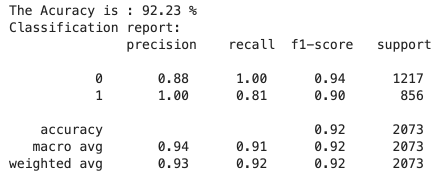 The Acuracy is : 92.23 %
Classification report:
precision recall f1-score support
0 0.88 1.00 0.94 1217
1 1.00 0.81 0.90 856
accuracy 0.92 2073
macro avg 0.94 0.91 0.92 2073
weighted avg 0.93 0.92 0.92 2073